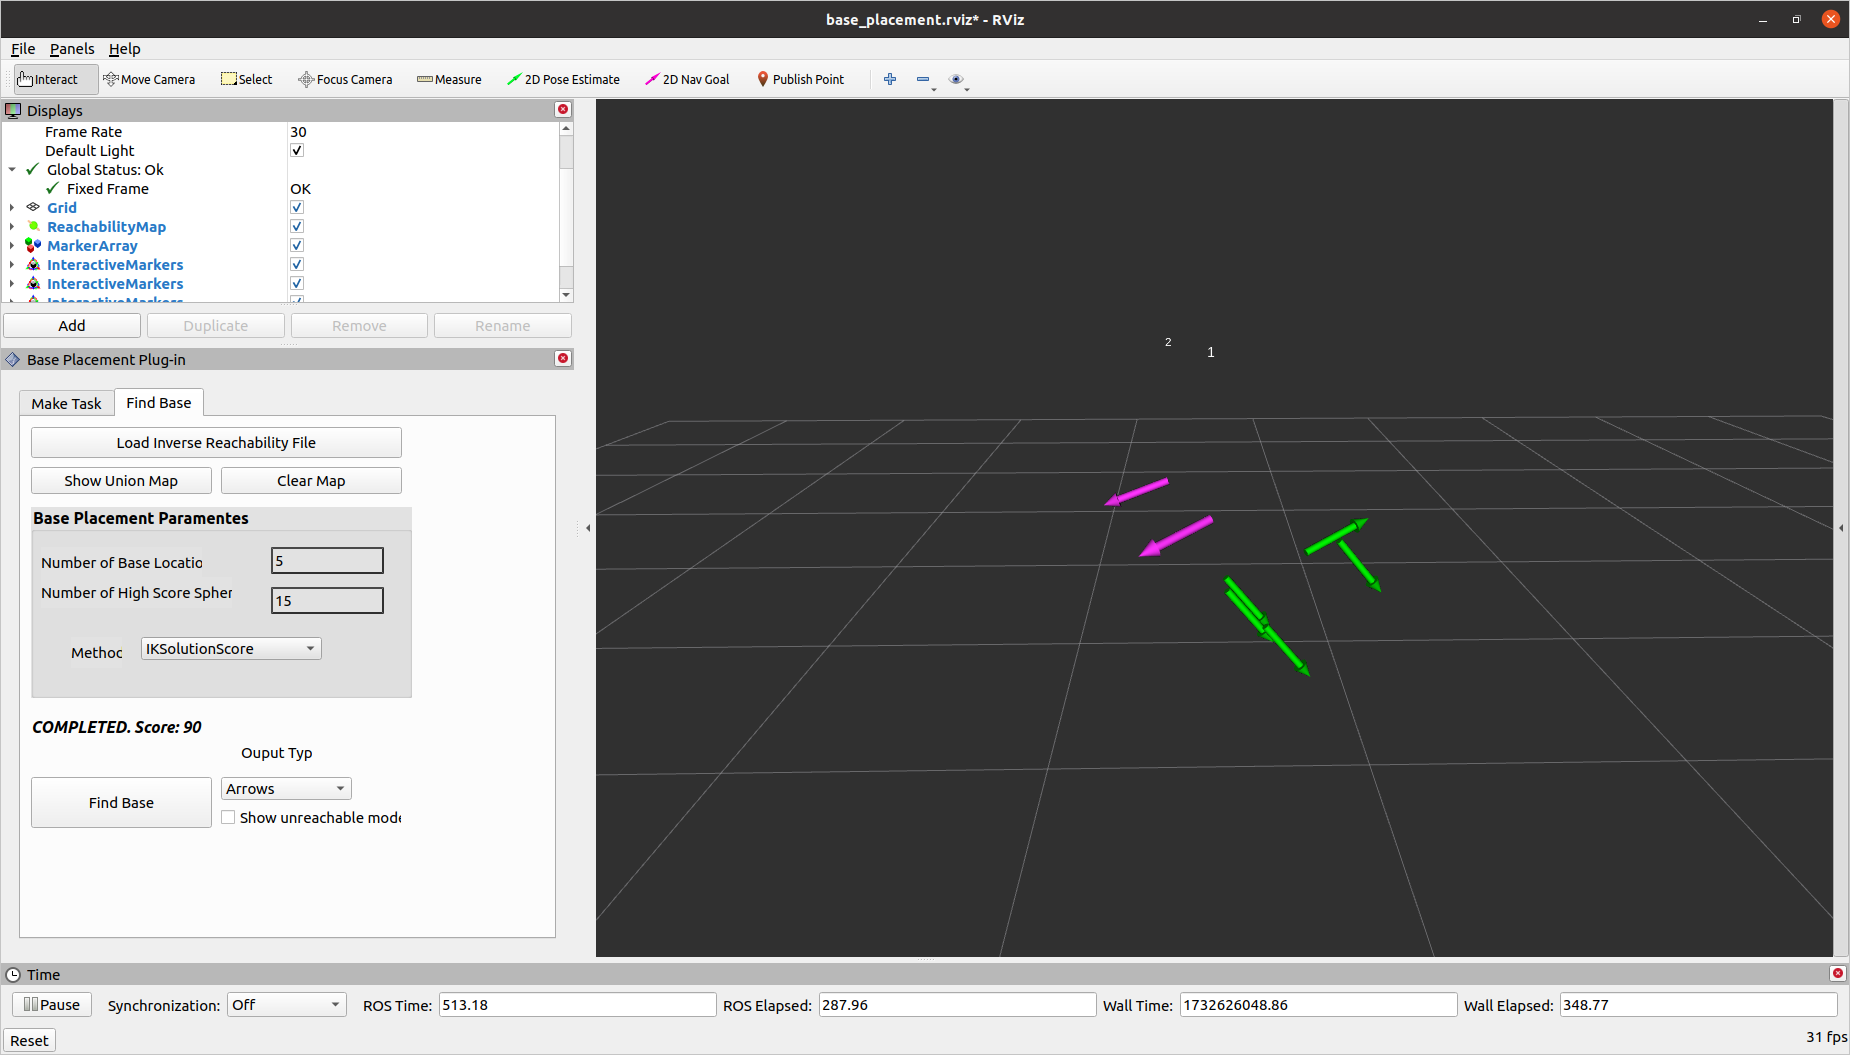 base_placement.rviz* - RViz
File Panels Help
Interact Move Camera Select Focus Camera Measure 2D Pose Estimate 2D Nav Goal Publish Point
Displays
Frame Rate 30
Default Light
Global Status: Ok
Fixed Frame OK
Grid
ReachabilityMap
MarkerArray
InteractiveMarkers
InteractiveMarkers
InteractiveMarkers
Add Duplicate Remove Rename
Base Placement Plug-in
Make Task Find Base
Load Inverse Reachability File
Show Union Map Clear Map
Base Placement Paramentes
Number of Base Locatio 5
Number of High Score Spher 15
Method IKSolutionScore
COMPLETED. Score: 90
Ouput Typ
Find Base Arrows
Show unreachable mode
2
1
Time
Pause Synchronization: Off ROS Time: 513.18 ROS Elapsed: 287.96 Wall Time: 1732626048.86 Wall Elapsed: 348.77
Reset 31 fps